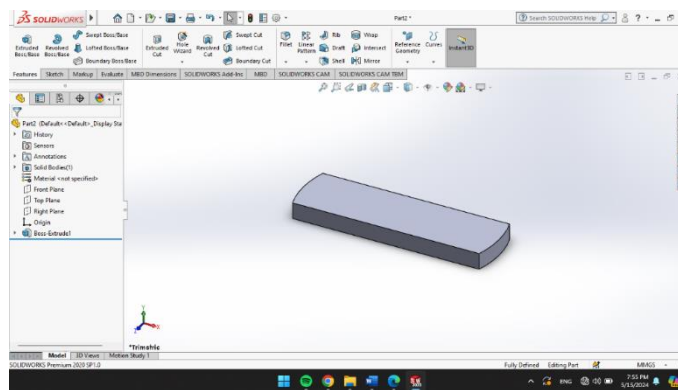 SOLIDWORKS
Part2 *
Search SOLIDWORKS Help
Extruded Boss/Base
Revolved Boss/Base
Swept Boss/Base
Lofted Boss/Base
Boundary Boss/Base
Extruded Cut
Hole Wizard
Revolved Cut
Swept Cut
Lofted Cut
Boundary Cut
Fillet
Linear Pattern
Rib
Draft
Shell
Wrap
Intersect
Mirror
Reference Geometry
Curves
Instant3D
Features Sketch Markup Evaluate MBD Dimensions SOLIDWORKS Add-Ins MBD SOLIDWORKS CAM SOLIDWORKS CAM TBM
Part2 (Default<<Default>_Display Sta
History
Sensors
Annotations
Solid Bodies(1)
Material <not specified>
Front Plane
Top Plane
Right Plane
Origin
Boss-Extrude1
*Trimetric
Model 3D Views Motion Study 1
SOLIDWORKS Premium 2020 SP1.0 Fully Defined Editing Part MMGS
ENG 7:55 PM
5/15/2024